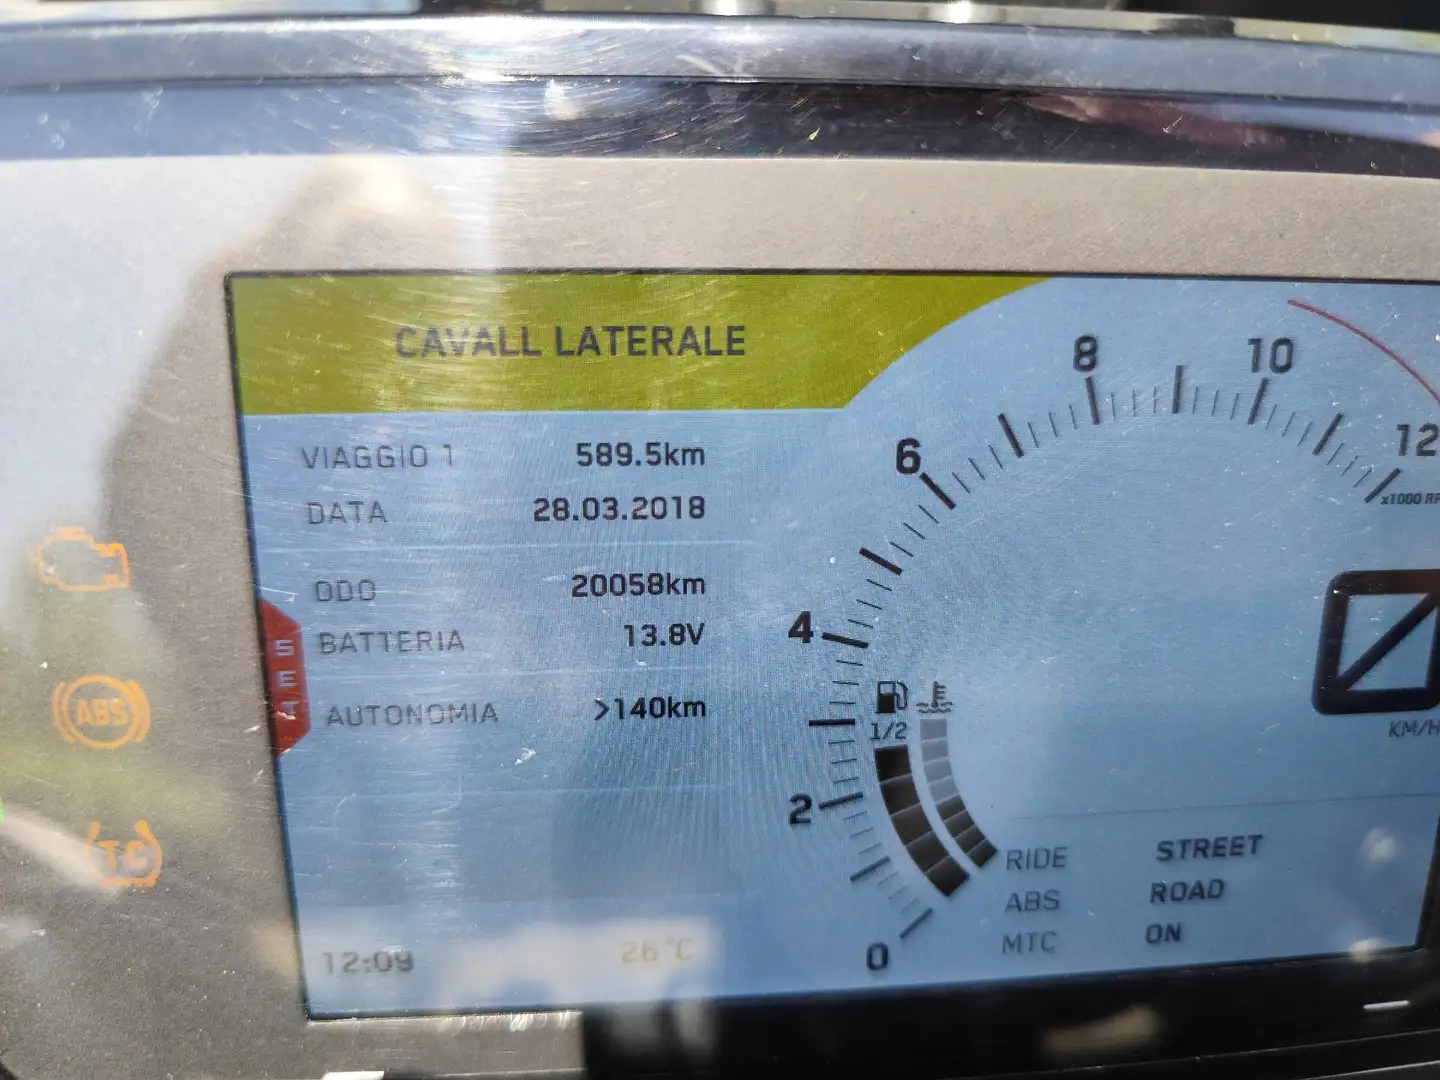 CAVALL LATERALE
VIAGGIO 1 589.5km
DATA 28.03.2018
ODO 20058km
BATTERIA 13.8V
AUTONOMIA >140km
SET
12:09 26°C
ABS
TC
0
2
4
6
8
10
12
x1000
1/2
KM/H
RIDE STREET
ABS ROAD
MTC ON